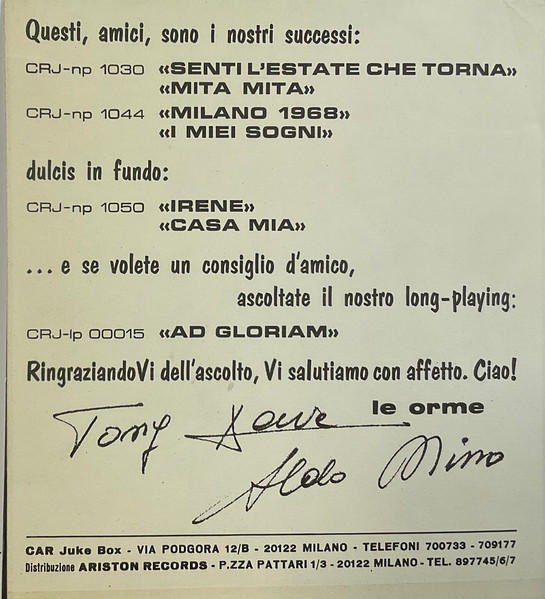 Questi, amici, sono i nostri successi:
CRJ-np 1030 «SENTI L'ESTATE CHE TORNA»
«MITA MITA»
CRJ-np 1044 «MILANO 1968»
«I MIEI SOGNI»
dulcis in fundo:
CRJ-np 1050 «IRENE»
«CASA MIA»
...e se volete un consiglio d'amico,
ascoltate il nostro long-playing:
CRJ-lp 00015 «AD GLORIAM»
RingraziandoVi dell'ascolto, Vi salutiamo con affetto. Ciao!
le orme
Tony Dave
Aldo Nino
CAR Juke Box - VIA PODGORA 12/B - 20122 MILANO - TELEFONI 700733 - 709177
Distribuzione ARISTON RECORDS - P.ZZA PATTARI 1/3 - 20122 MILANO - TEL. 897745/6/7